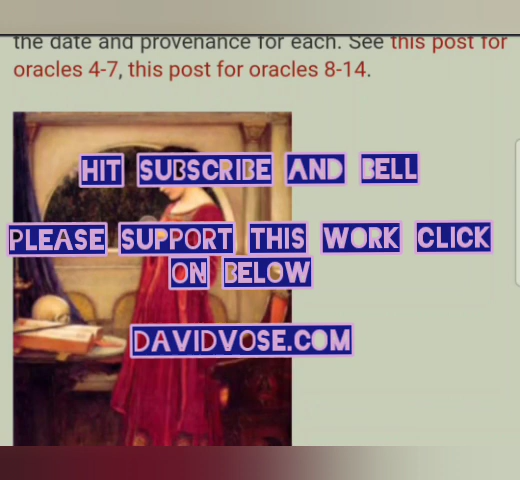 the date and provenance for each. See this post for
oracles 4-7, this post for oracles 8-14.
HIT SUBSCRIBE AND BELL
PLEASE SUPPORT THIS WORK CLICK
ON BELOW
DAVIDVOSE.COM